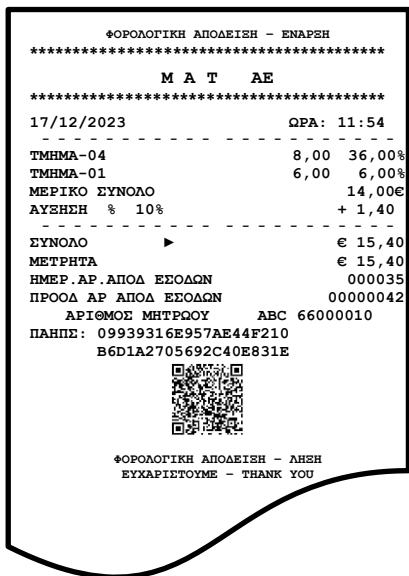 ΦΟΡΟΛΟΓΙΚΗ ΑΠΟΔΕΙΞΗ – ΕΝΑΡΞΗ
******************************************
Μ Α Τ ΑΕ
******************************************
17/12/2023 ΩΡΑ: 11:54
- - - - - - - - - - - - - - - - - - - -
ΤΜΗΜΑ-04 8,00 36,00%
ΤΜΗΜΑ-01 6,00 6,00%
ΜΕΡΙΚΟ ΣΥΝΟΛΟ 14,00€
ΑΥΞΗΣΗ % 10% + 1,40
- - - - - - - - - - - - - - - - - - - -
ΣΥΝΟΛΟ ► € 15,40
ΜΕΤΡΗΤΑ € 15,40
ΗΜΕΡ.ΑΡ.ΑΠΟΔ ΕΣΟΔΩΝ 000035
ΠΡΟΟΔ ΑΡ ΑΠΟΔ ΕΣΟΔΩΝ 00000042
ΑΡΙΘΜΟΣ ΜΗΤΡΩΟΥ ABC 66000010
ΠΑΗΠΣ: 09939316E957AE44F210
B6D1A2705692C40E831E
ΦΟΡΟΛΟΓΙΚΗ ΑΠΟΔΕΙΞΗ – ΛΗΞΗ
ΕΥΧΑΡΙΣΤΟΥΜΕ – THANK YOU